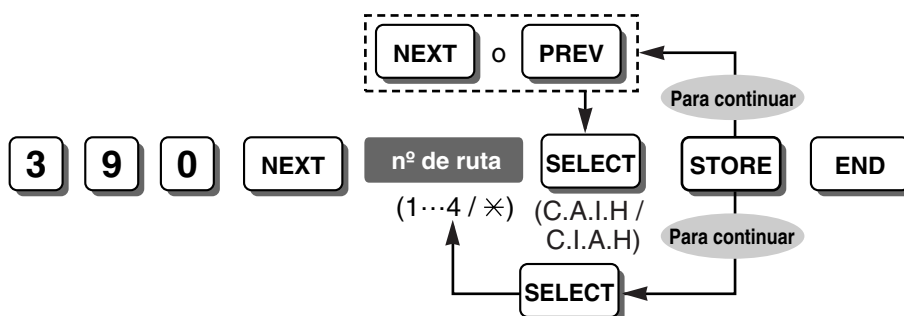 NEXT o PREV
Para continuar
3 9 0 NEXT nº de ruta SELECT STORE END
(1···4 / ✳) (C.A.I.H /
C.I.A.H)
Para continuar
SELECT